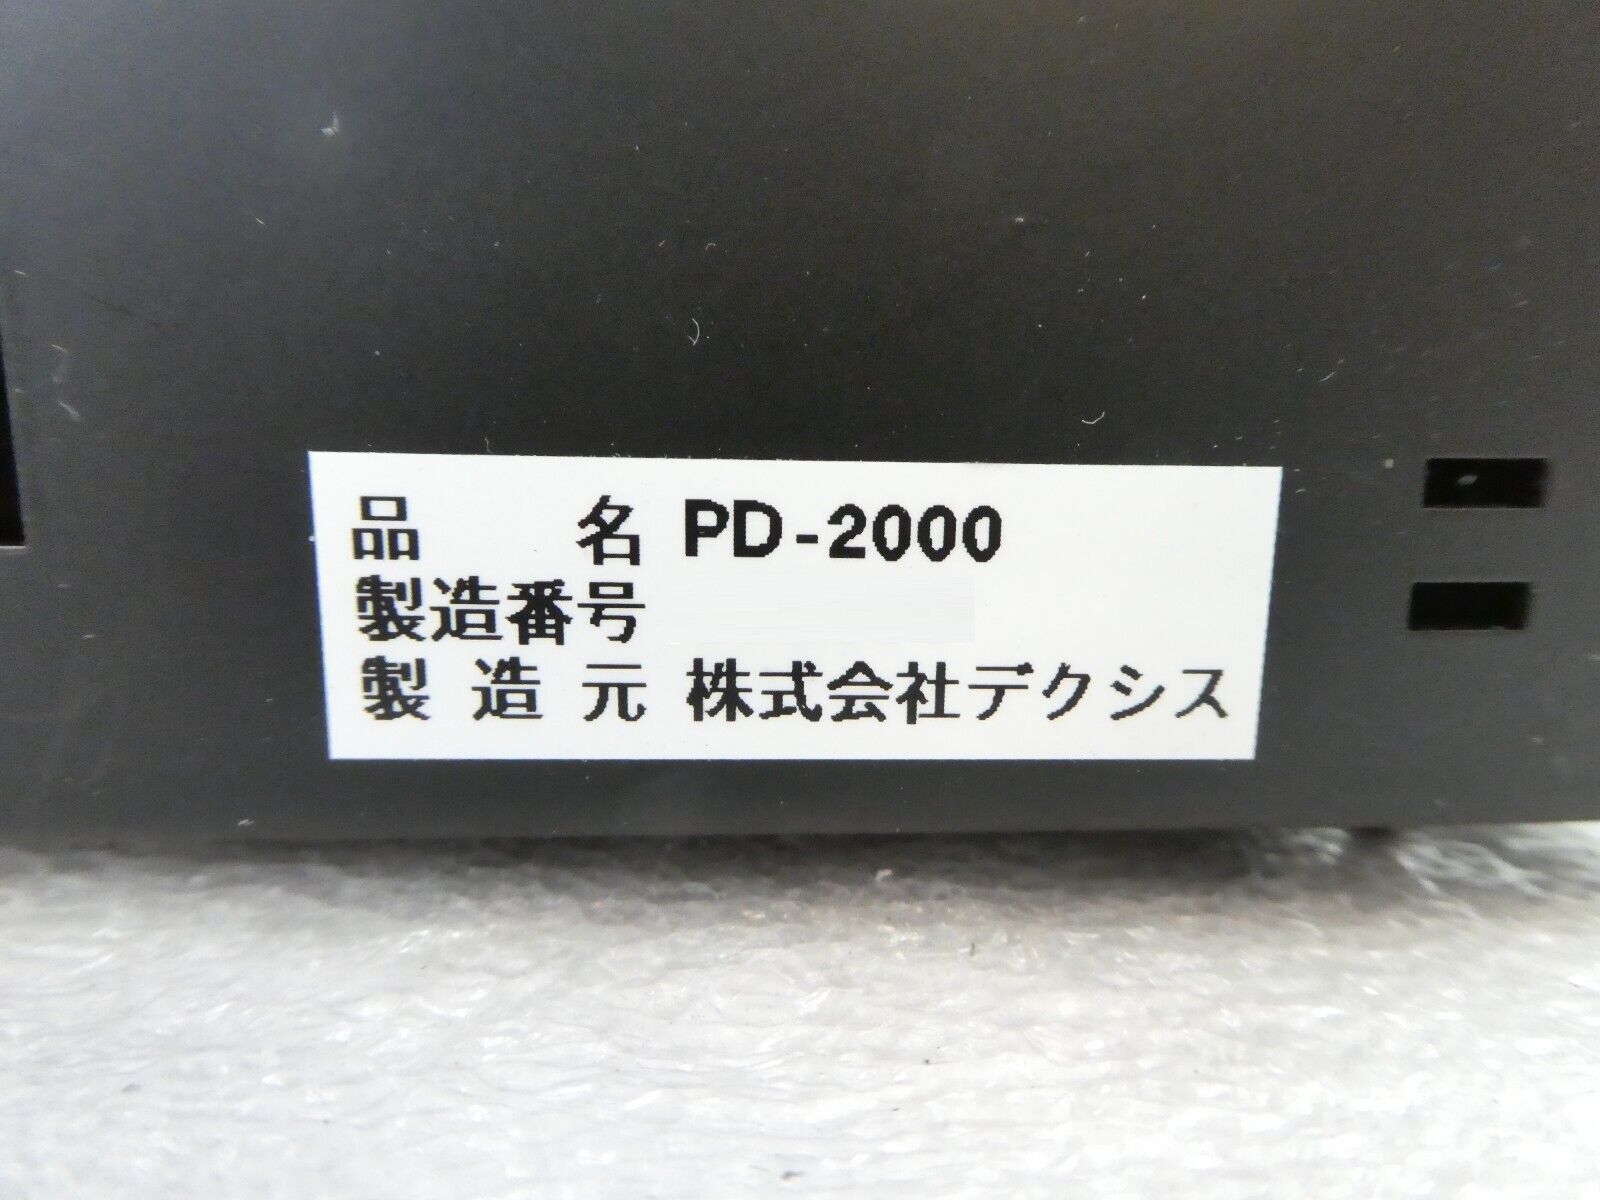 品　　名 PD-2000
製造番号
製 造 元 株式会社デクシス